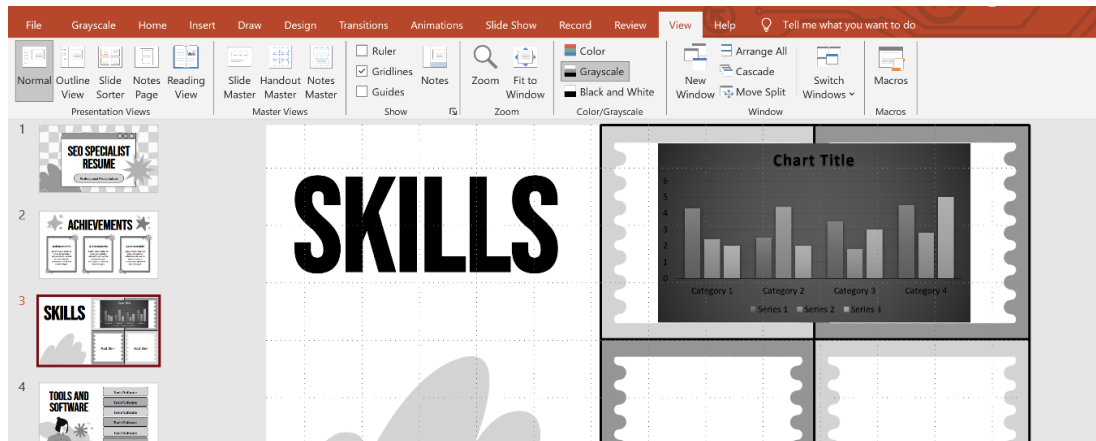 File Grayscale Home Insert Draw Design Transitions Animations Slide Show Record Review View Help Tell me what you want to do
Normal Outline View Slide Sorter Notes Page Reading View
Presentation Views
Slide Master Handout Master Notes Master
Master Views
Ruler
Gridlines
Guides
Notes
Show
Zoom Fit to Window
Zoom
Color
Grayscale
Black and White
Color/Grayscale
New Window
Arrange All
Cascade
Move Split
Switch Windows
Window
Macros
Macros
1
SEO SPECIALIST
RESUME
2
ACHIEVEMENTS
3
SKILLS
4
TOOLS AND
SOFTWARE
SKILLS
Chart Title
6
5
4
3
2
1
0
Category 1 Category 2 Category 3 Category 4
Series 1 Series 2 Series 3